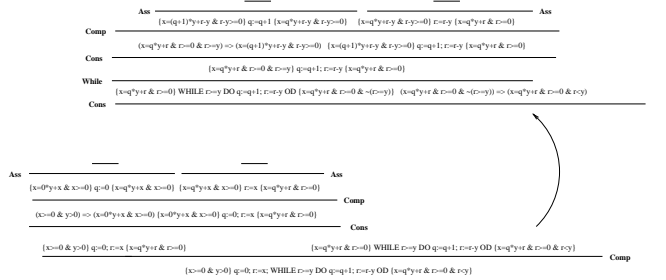 Ass Ass
{x=(q+1)*y+r-y & r-y>=0} q:=q+1 {x=q*y+r-y & r-y>=0} {x=q*y+r-y & r-y>=0} r:=r-y {x=q*y+r & r>=0}
Comp
(x=q*y+r & r>=0 & r>=y) => (x=(q+1)*y+r-y & r-y>=0) {x=(q+1)*y+r-y & r-y>=0} q:=q+1; r:=r-y {x=q*y+r & r>=0}
Cons
{x=q*y+r & r>=0 & r>=y} q:=q+1; r:=r-y {x=q*y+r & r>=0}
While
{x=q*y+r & r>=0} WHILE r>=y DO q:=q+1; r:=r-y OD {x=q*y+r & r>=0 & ~(r>=y)} (x=q*y+r & r>=0 & ~(r>=y)) => (x=q*y+r & r>=0 & r<y)
Cons
Ass Ass
{x=0*y+x & x>=0} q:=0 {x=q*y+x & x>=0} {x=q*y+x & x>=0} r:=x {x=q*y+r & r>=0}
Comp
(x>=0 & y>0) => (x=0*y+x & x>=0) {x=0*y+x & x>=0} q:=0; r:=x {x=q*y+r & r>=0}
Cons
{x>=0 & y>0} q:=0; r:=x {x=q*y+r & r>=0} {x=q*y+r & r>=0} WHILE r>=y DO q:=q+1; r:=r-y OD {x=q*y+r & r>=0 & r<y}
Comp
{x>=0 & y>0} q:=0; r:=x; WHILE r>=y DO q:=q+1; r:=r-y OD {x=q*y+r & r>=0 & r<y}